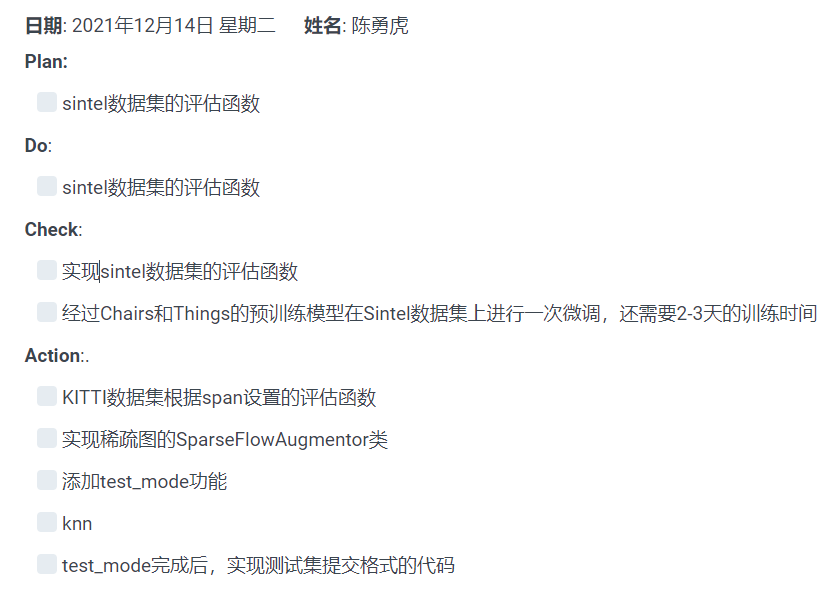 日期: 2021年12月14日 星期二 姓名: 陈勇虎
Plan:
sintel数据集的评估函数
Do:
sintel数据集的评估函数
Check:
实现sintel数据集的评估函数
经过Chairs和Things的预训练模型在Sintel数据集上进行一次微调，还需要2-3天的训练时间
Action:.
KITTI数据集根据span设置的评估函数
实现稀疏图的SparseFlowAugmentor类
添加test_mode功能
knn
test_mode完成后，实现测试集提交格式的代码